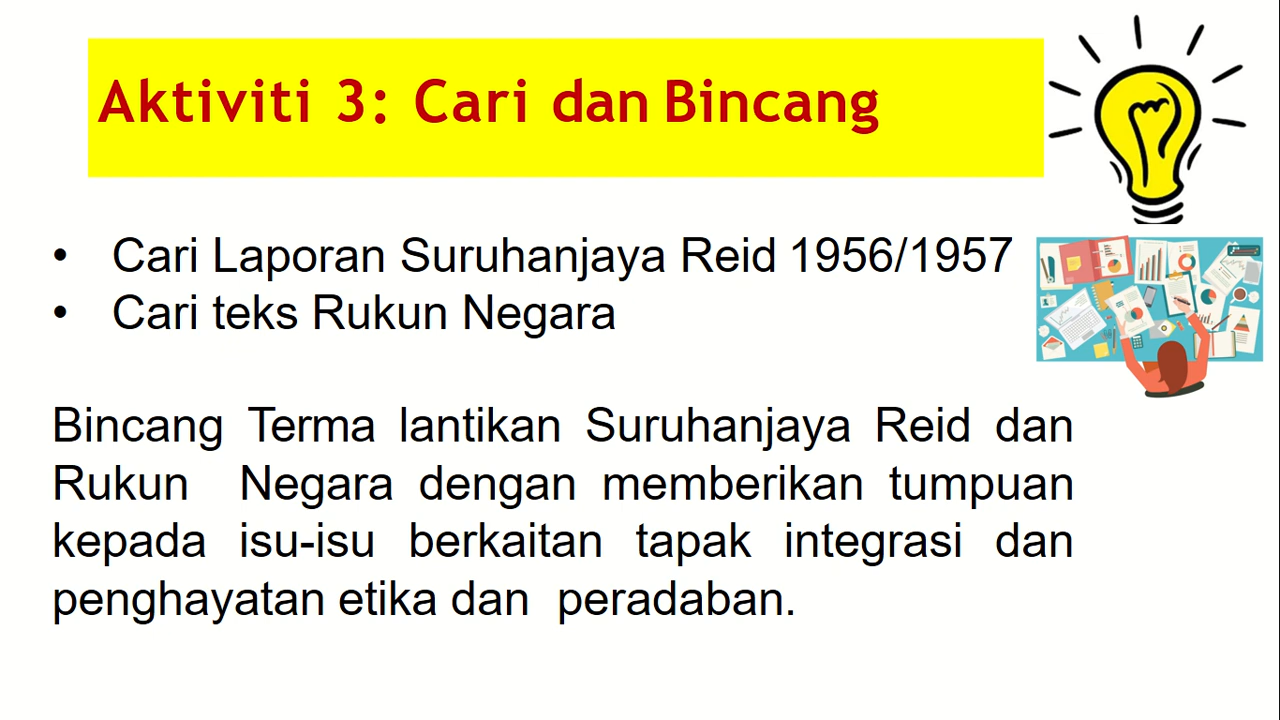 Aktiviti 3: Cari dan Bincang
• Cari Laporan Suruhanjaya Reid 1956/1957
• Cari teks Rukun Negara
Bincang Terma lantikan Suruhanjaya Reid dan
Rukun Negara dengan memberikan tumpuan
kepada isu-isu berkaitan tapak integrasi dan
penghayatan etika dan peradaban.